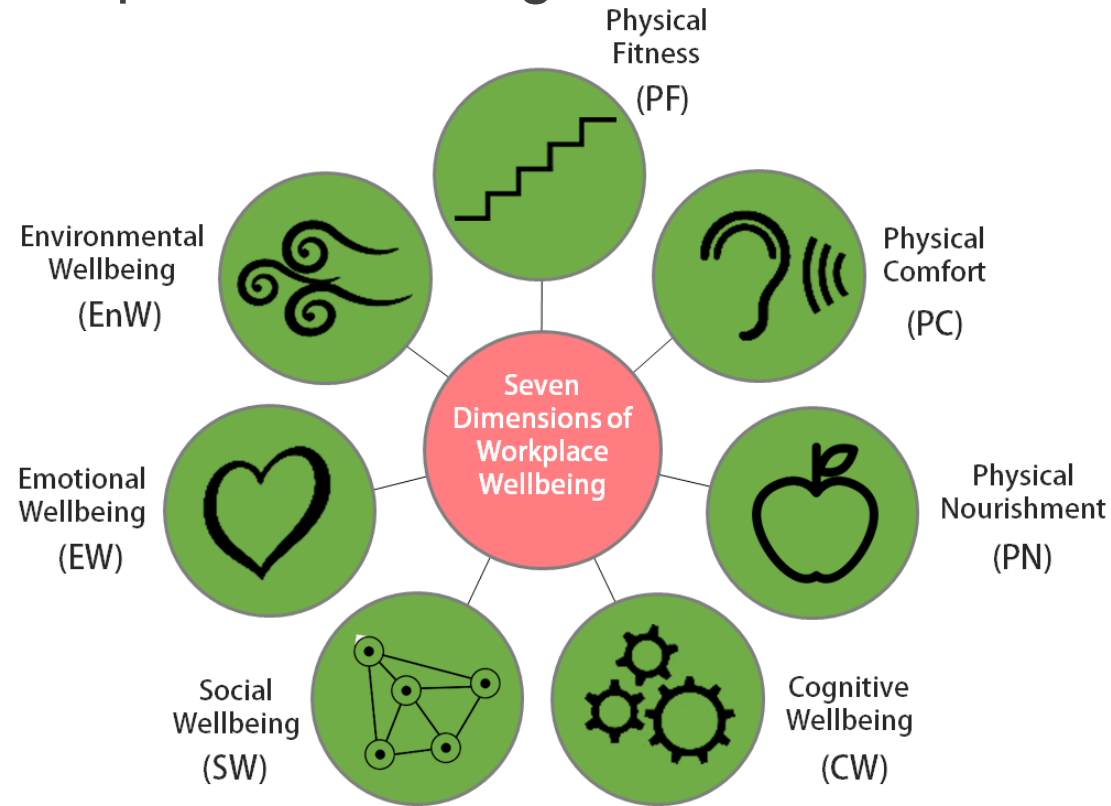 Physical
Fitness
(PF)
Physical
Comfort
(PC)
Physical
Nourishment
(PN)
Cognitive
Wellbeing
(CW)
Social
Wellbeing
(SW)
Emotional
Wellbeing
(EW)
Environmental
Wellbeing
(EnW)
Seven
Dimensions of
Workplace
Wellbeing